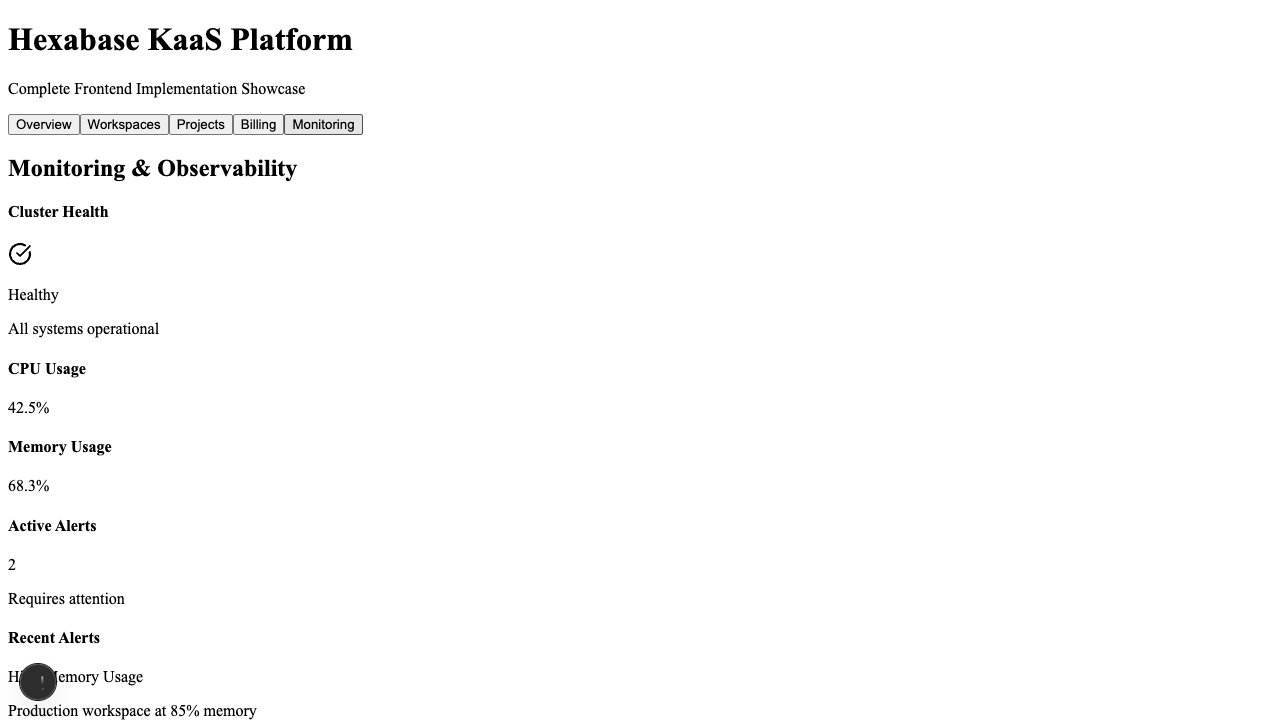 Hexabase KaaS Platform
Complete Frontend Implementation Showcase
Overview Workspaces Projects Billing Monitoring
Monitoring & Observability
Cluster Health
Healthy
All systems operational
CPU Usage
42.5%
Memory Usage
68.3%
Active Alerts
2
Requires attention
Recent Alerts
Memory Usage
Production workspace at 85% memory